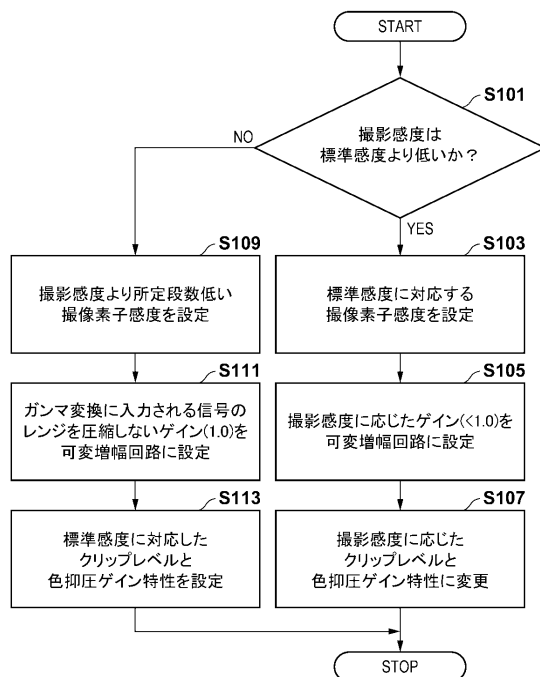 START
S101
撮影感度は
標準感度より低いか？
NO
YES
S109
撮影感度より所定段数低い
撮像素子感度を設定
S103
標準感度に対応する
撮像素子感度を設定
S111
ガンマ変換に入力される信号の
レンジを圧縮しないゲイン(1.0)を
可変増幅回路に設定
S105
撮影感度に応じたゲイン(<1.0)を
可変増幅回路に設定
S113
標準感度に対応した
クリップレベルと
色抑圧ゲイン特性を設定
S107
撮影感度に応じた
クリップレベルと
色抑圧ゲイン特性に変更
STOP